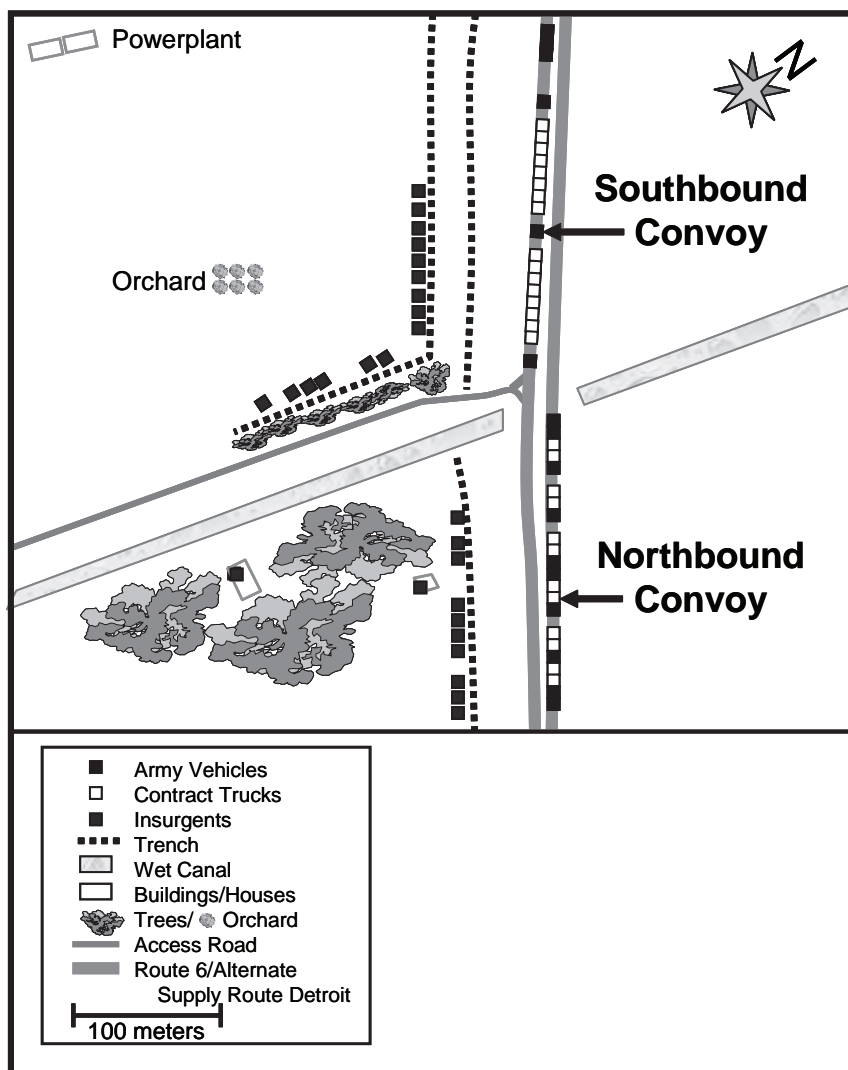 Powerplant
N
Southbound
Convoy
Orchard
Northbound
Convoy
Army Vehicles
Contract Trucks
Insurgents
Trench
Wet Canal
Buildings/Houses
Trees/ Orchard
Access Road
Route 6/Alternate
Supply Route Detroit
100 meters